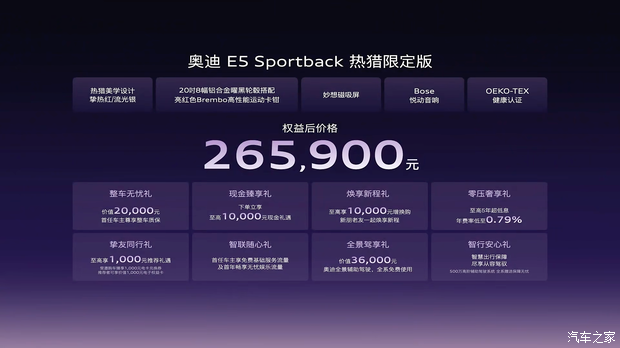 奥迪 E5 Sportback 热猎限定版
热猎美学设计
挚热红/流光银
20吋8幅铝合金曜黑轮毂搭配
亮红色Brembo高性能运动卡钳
妙想磁吸屏
Bose
悦动音响
OEKO-TEX
健康认证
权益后价格
265,900元
整车无忧礼
价值20,000元
首任车主尊享整车质保
现金臻享礼
下单立享
至高10,000元现金礼遇
焕享新程礼
至高享10,000元增换购
新朋老友一起焕享新程
零压奢享礼
至高5年超低息
年费率低至0.79%
挚友同行礼
至高享1,000元推荐礼遇
智联随心礼
首任车主享免费基础服务流量
及首年畅享无忧娱乐流量
全景驾享礼
价值36,000元
奥迪全景辅助驾驶，全系免费使用
智行安心礼
智慧出行保障
尽享从容驾驭
汽车之家